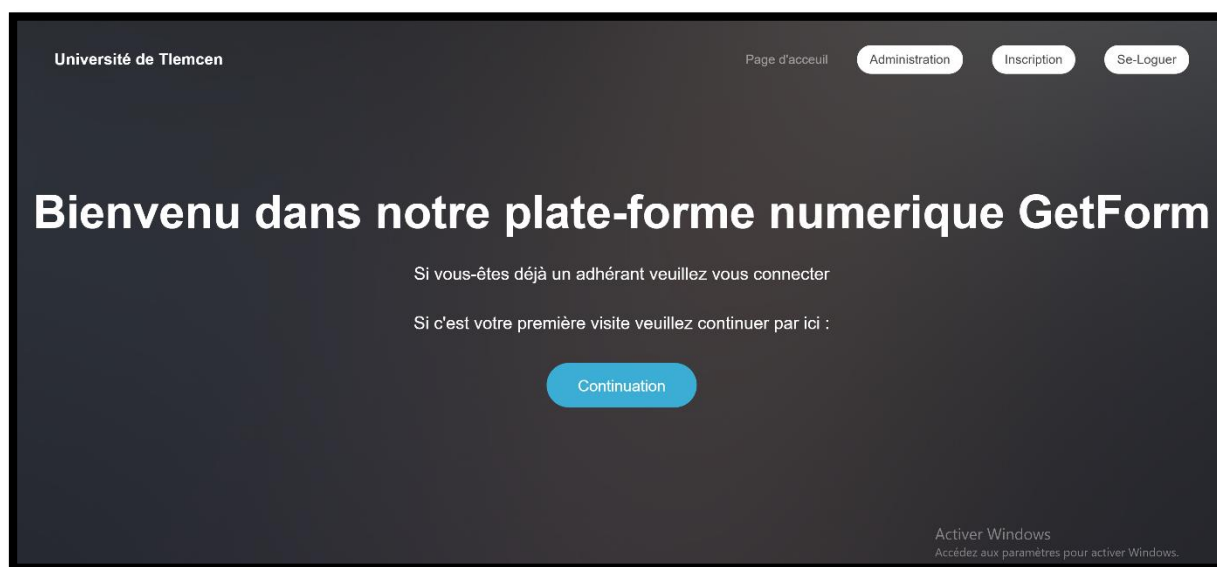 Université de Tlemcen
Page d'acceuil
Administration
Inscription
Se-Loguer
Bienvenu dans notre plate-forme numerique GetForm
Si vous-êtes déjà un adhérant veuillez vous connecter
Si c'est votre première visite veuillez continuer par ici :
Continuation
Activer Windows
Accédez aux paramètres pour activer Windows.